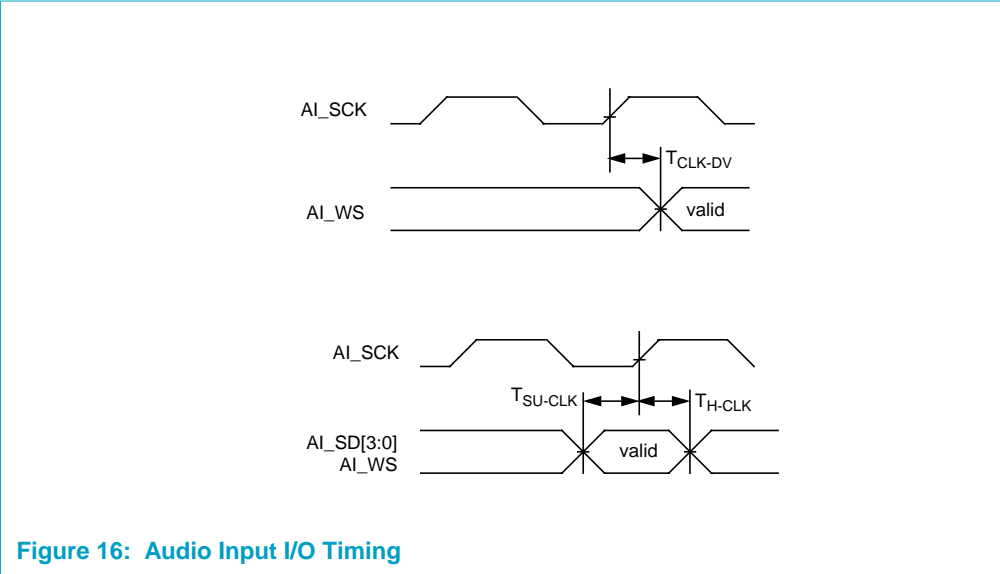 AI_SCK
TCLK-DV
AI_WS
valid
AI_SCK
TSU-CLK
TH-CLK
AI_SD[3:0]
AI_WS
valid
Figure 16: Audio Input I/O Timing